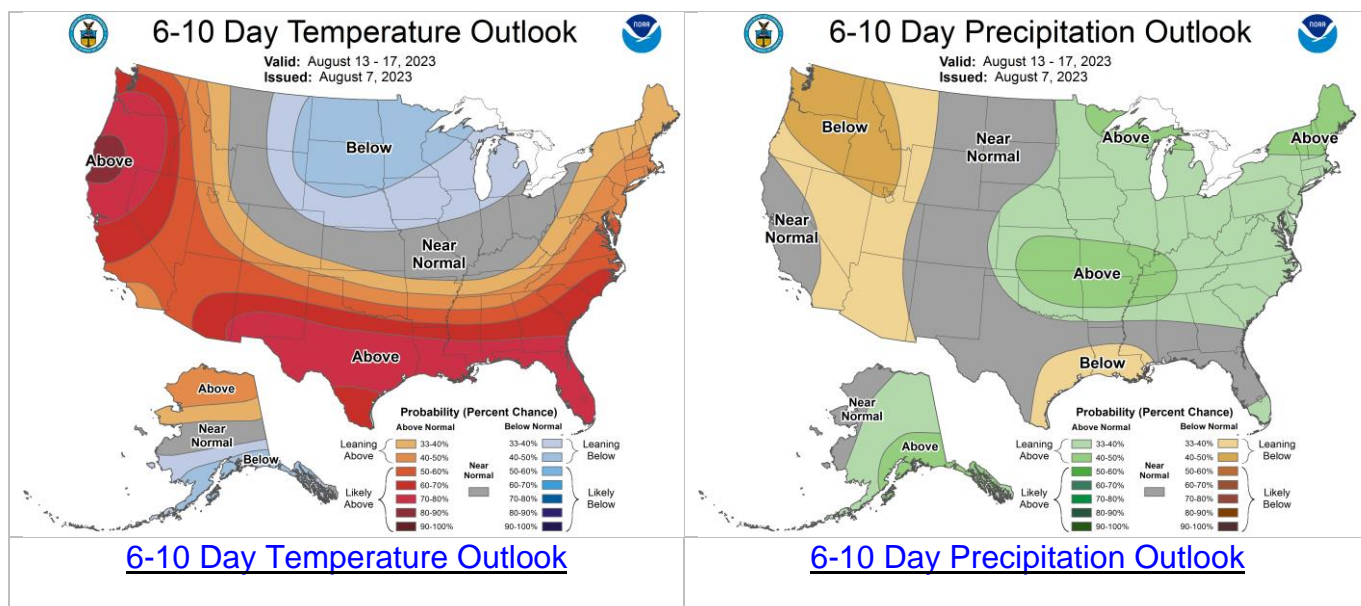 6-10 Day Temperature Outlook
NOAA
Valid: August 13 - 17, 2023
Issued: August 7, 2023
Above
Below
Near
Normal
Above
Above
Near
Normal
Below
Probability (Percent Chance)
Above Normal
Below Normal
Leaning
Above
33-40%
40-50%
Likely
Above
50-60%
60-70%
70-80%
80-90%
90-100%
Near
Normal
33-40%
40-50%
Leaning
Below
50-60%
60-70%
70-80%
80-90%
90-100%
Likely
Below
6-10 Day Precipitation Outlook
NOAA
Valid: August 13 - 17, 2023
Issued: August 7, 2023
Below
Near
Normal
Above
Above
Near
Normal
Above
Below
Near
Normal
Above
Probability (Percent Chance)
Above Normal
Below Normal
Leaning
Above
33-40%
40-50%
Likely
Above
50-60%
60-70%
70-80%
80-90%
90-100%
Near
Normal
33-40%
40-50%
Leaning
Below
50-60%
60-70%
70-80%
80-90%
90-100%
Likely
Below
6-10 Day Temperature Outlook
6-10 Day Precipitation Outlook